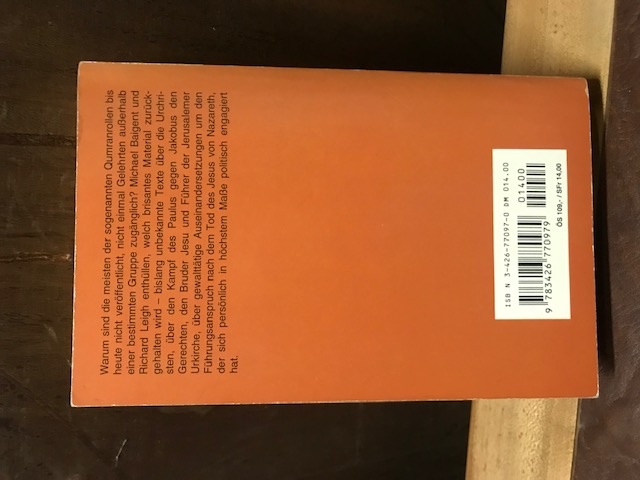 Warum sind die meisten der sogenannten Qumranrollen bis
heute nicht veröffentlicht, nicht einmal Gelehrten außerhalb
einer bestimmten Gruppe zugänglich? Michael Baigent und
Richard Leigh enthüllen, welch brisantes Material zurück-
gehalten wird – bislang unbekannte Texte über die Urchri-
sten, über den Kampf des Paulus gegen Jakobus den
Gerechten, den Bruder Jesu und Führer der Jerusalemer
Urkirche, über gewalttätige Auseinandersetzungen um den
Führungsanspruch nach dem Tod des Jesus von Nazareth,
der sich persönlich in höchstem Maße politisch engagiert
hat.
ISBN 3-426-77097-0 DM 014.00
01400
9 783426 770979
ÖS 109,- / SFr 14,00